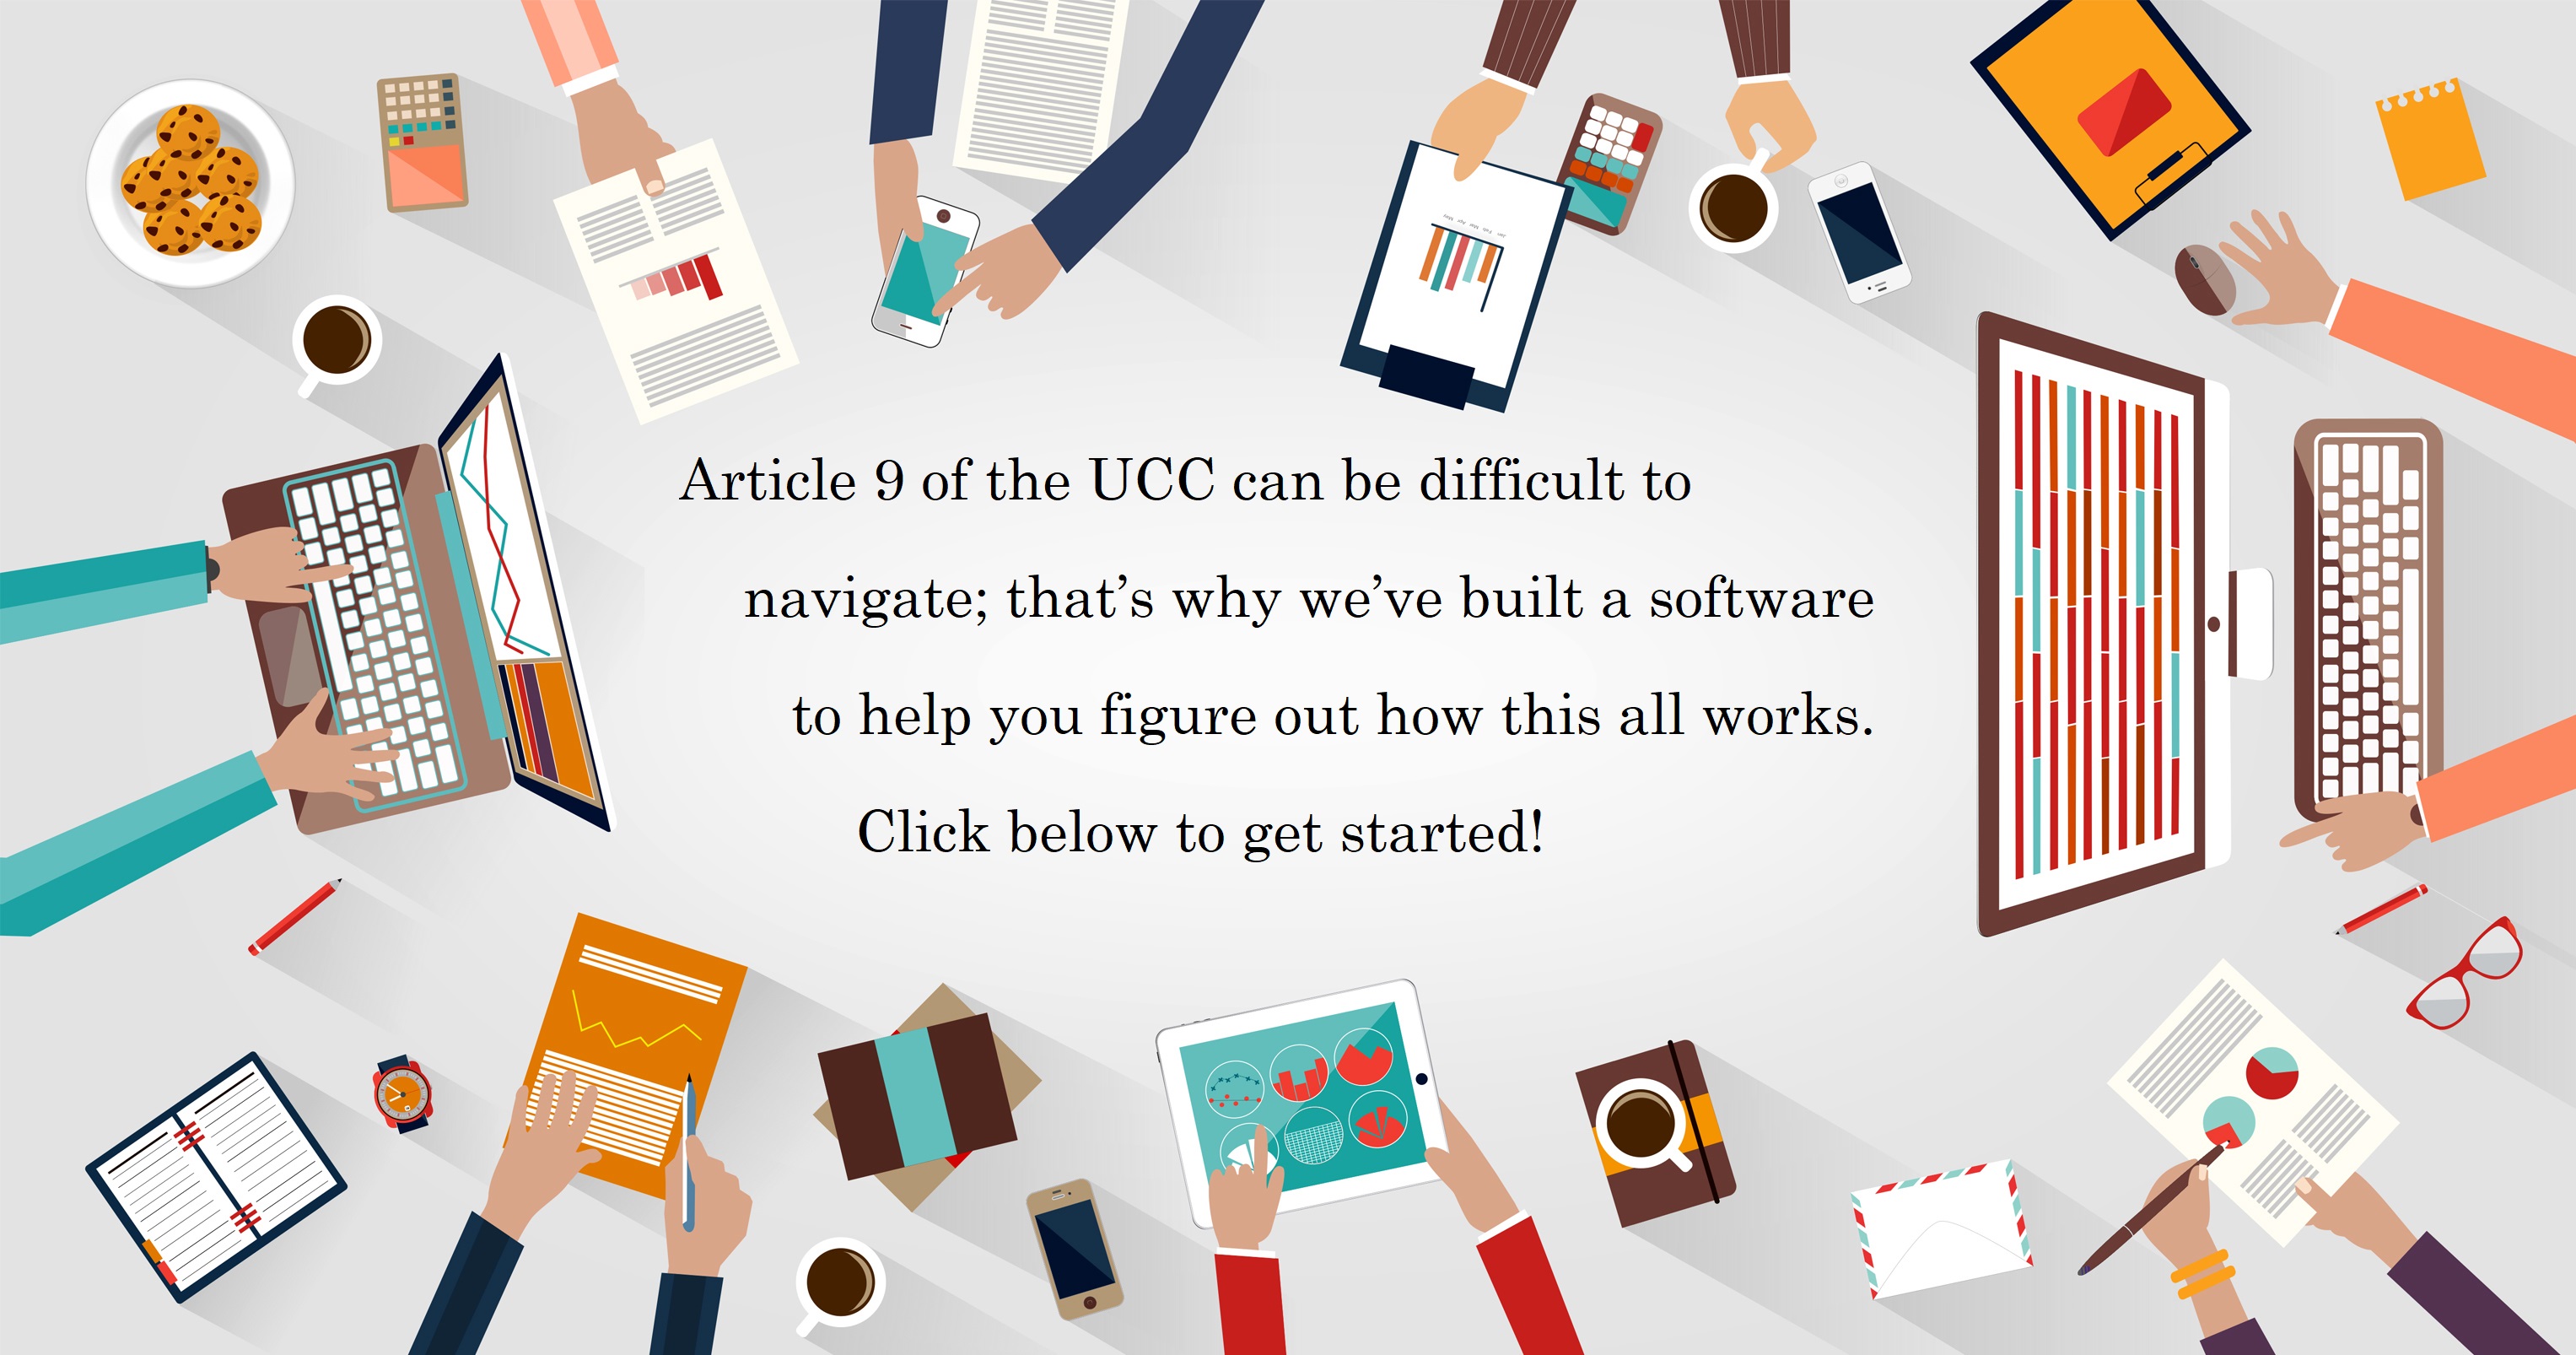 Article 9 of the UCC can be difficult to
navigate; that’s why we’ve built a software
to help you figure out how this all works.
Click below to get started!